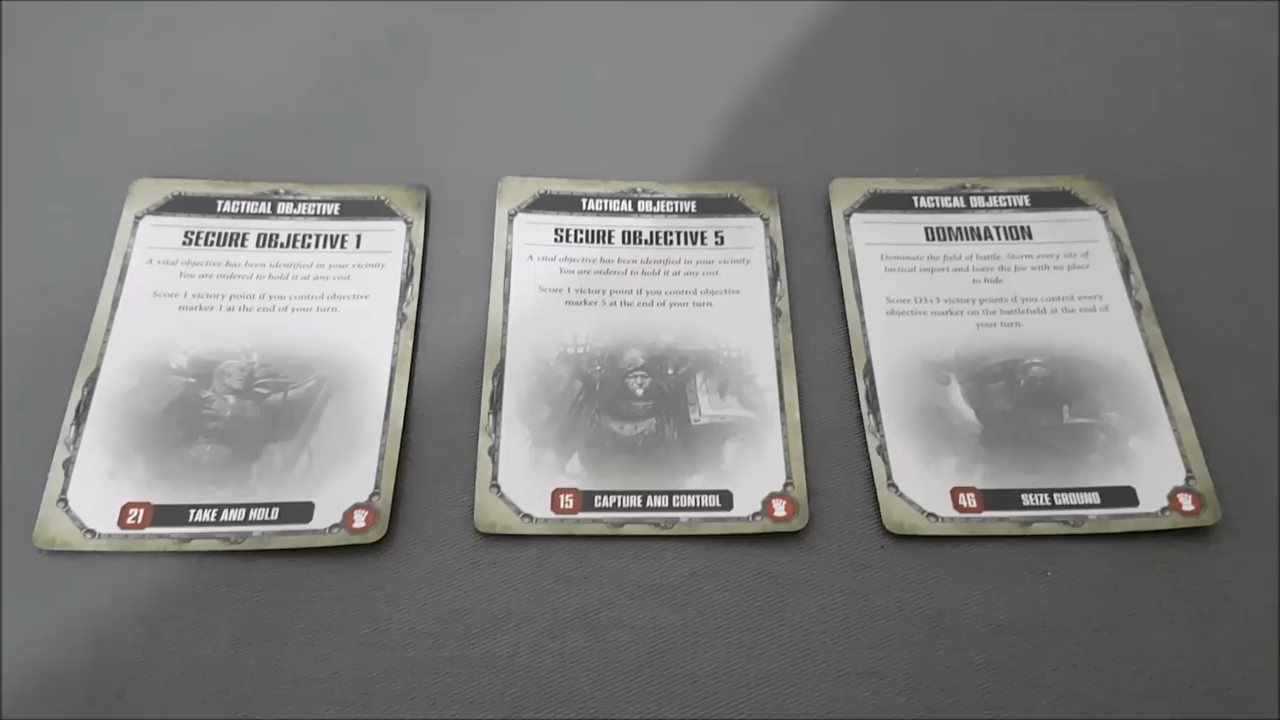 TACTICAL OBJECTIVE
SECURE OBJECTIVE 1
A vital objective has been identified in your vicinity.
You are ordered to hold it at any cost.
Score 1 victory point if you control objective
marker 1 at the end of your turn.
21
TAKE AND HOLD
TACTICAL OBJECTIVE
SECURE OBJECTIVE 5
A vital objective has been identified in your vicinity.
You are ordered to hold it at any cost.
Score 1 victory point if you control objective
marker 5 at the end of your turn.
15
CAPTURE AND CONTROL
TACTICAL OBJECTIVE
DOMINATION
Dominate the field of battle. Storm every site of
tactical import and leave the foe with no place
to hide.
Score D3+3 victory points if you control every
objective marker on the battlefield at the end of
your turn.
46
SEIZE GROUND